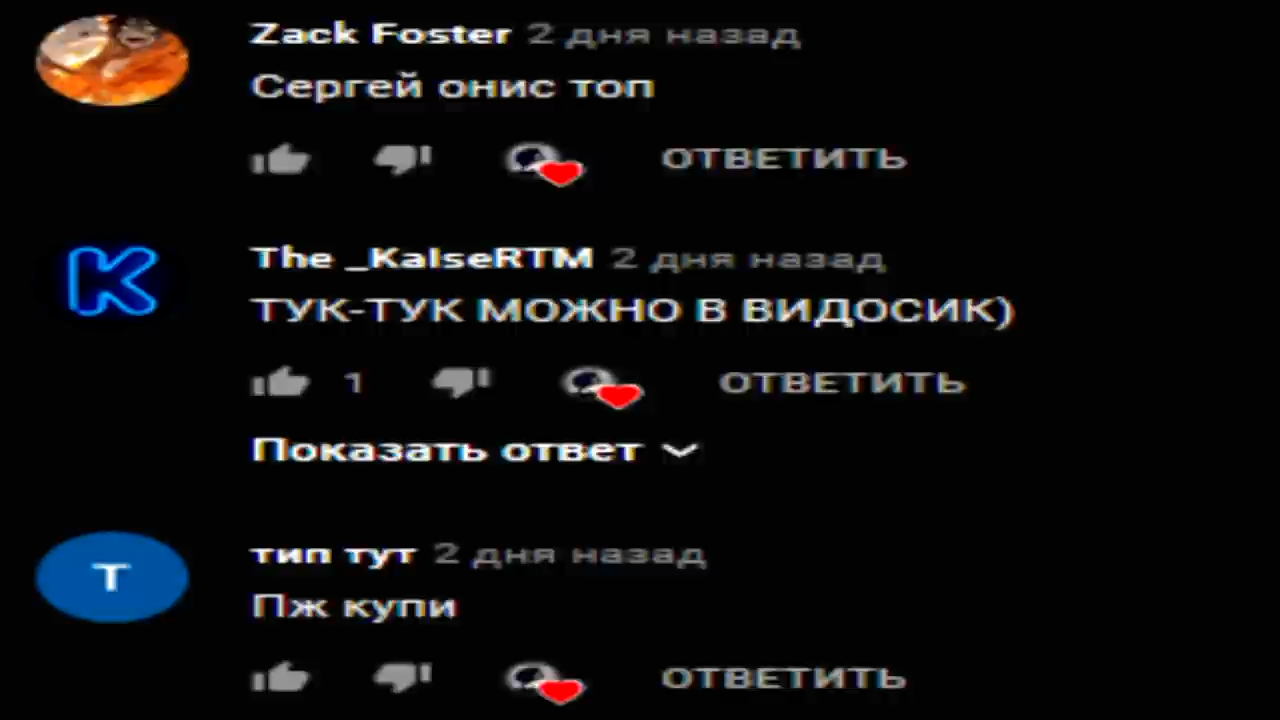 Zack Foster 2 дня назад
Сергей онис топ
ОТВЕТИТЬ
K
The _KaIseRTM 2 дня назад
ТУК-ТУК МОЖНО В ВИДОСИК)
1 ОТВЕТИТЬ
Показать ответ
Т
тип тут 2 дня назад
Пж купи
ОТВЕТИТЬ